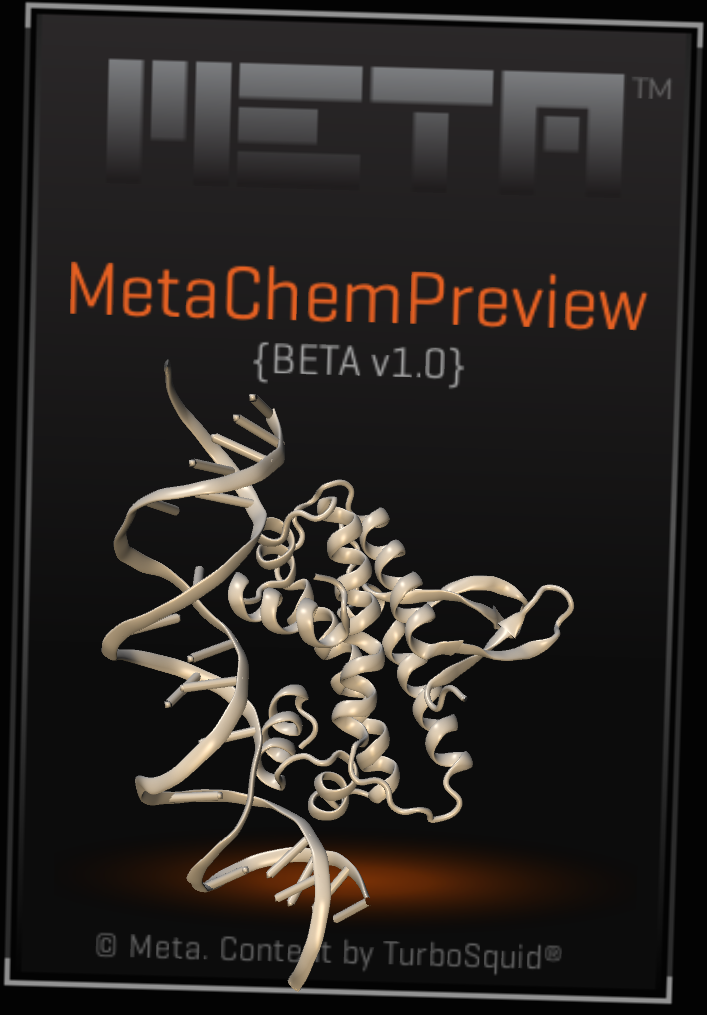 META™
MetaChemPreview
{BETA v1.0}
© Meta. Content by TurboSquid®